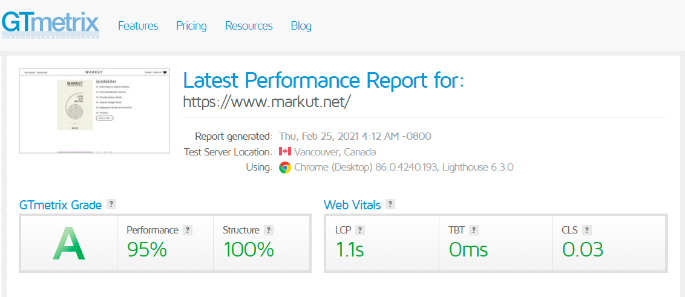 GTmetrix Features Pricing Resources Blog
MARKUT
Latest Performance Report for:
https://www.markut.net/
Report generated: Thu, Feb 25, 2021 4:12 AM -0800
Test Server Location: Vancouver, Canada
Using: Chrome (Desktop) 86.0.4240.193, Lighthouse 6.3.0
GTmetrix Grade ? Web Vitals ?
A Performance ? Structure ? LCP ? TBT ? CLS ?
95% 100% 1.1s 0ms 0.03